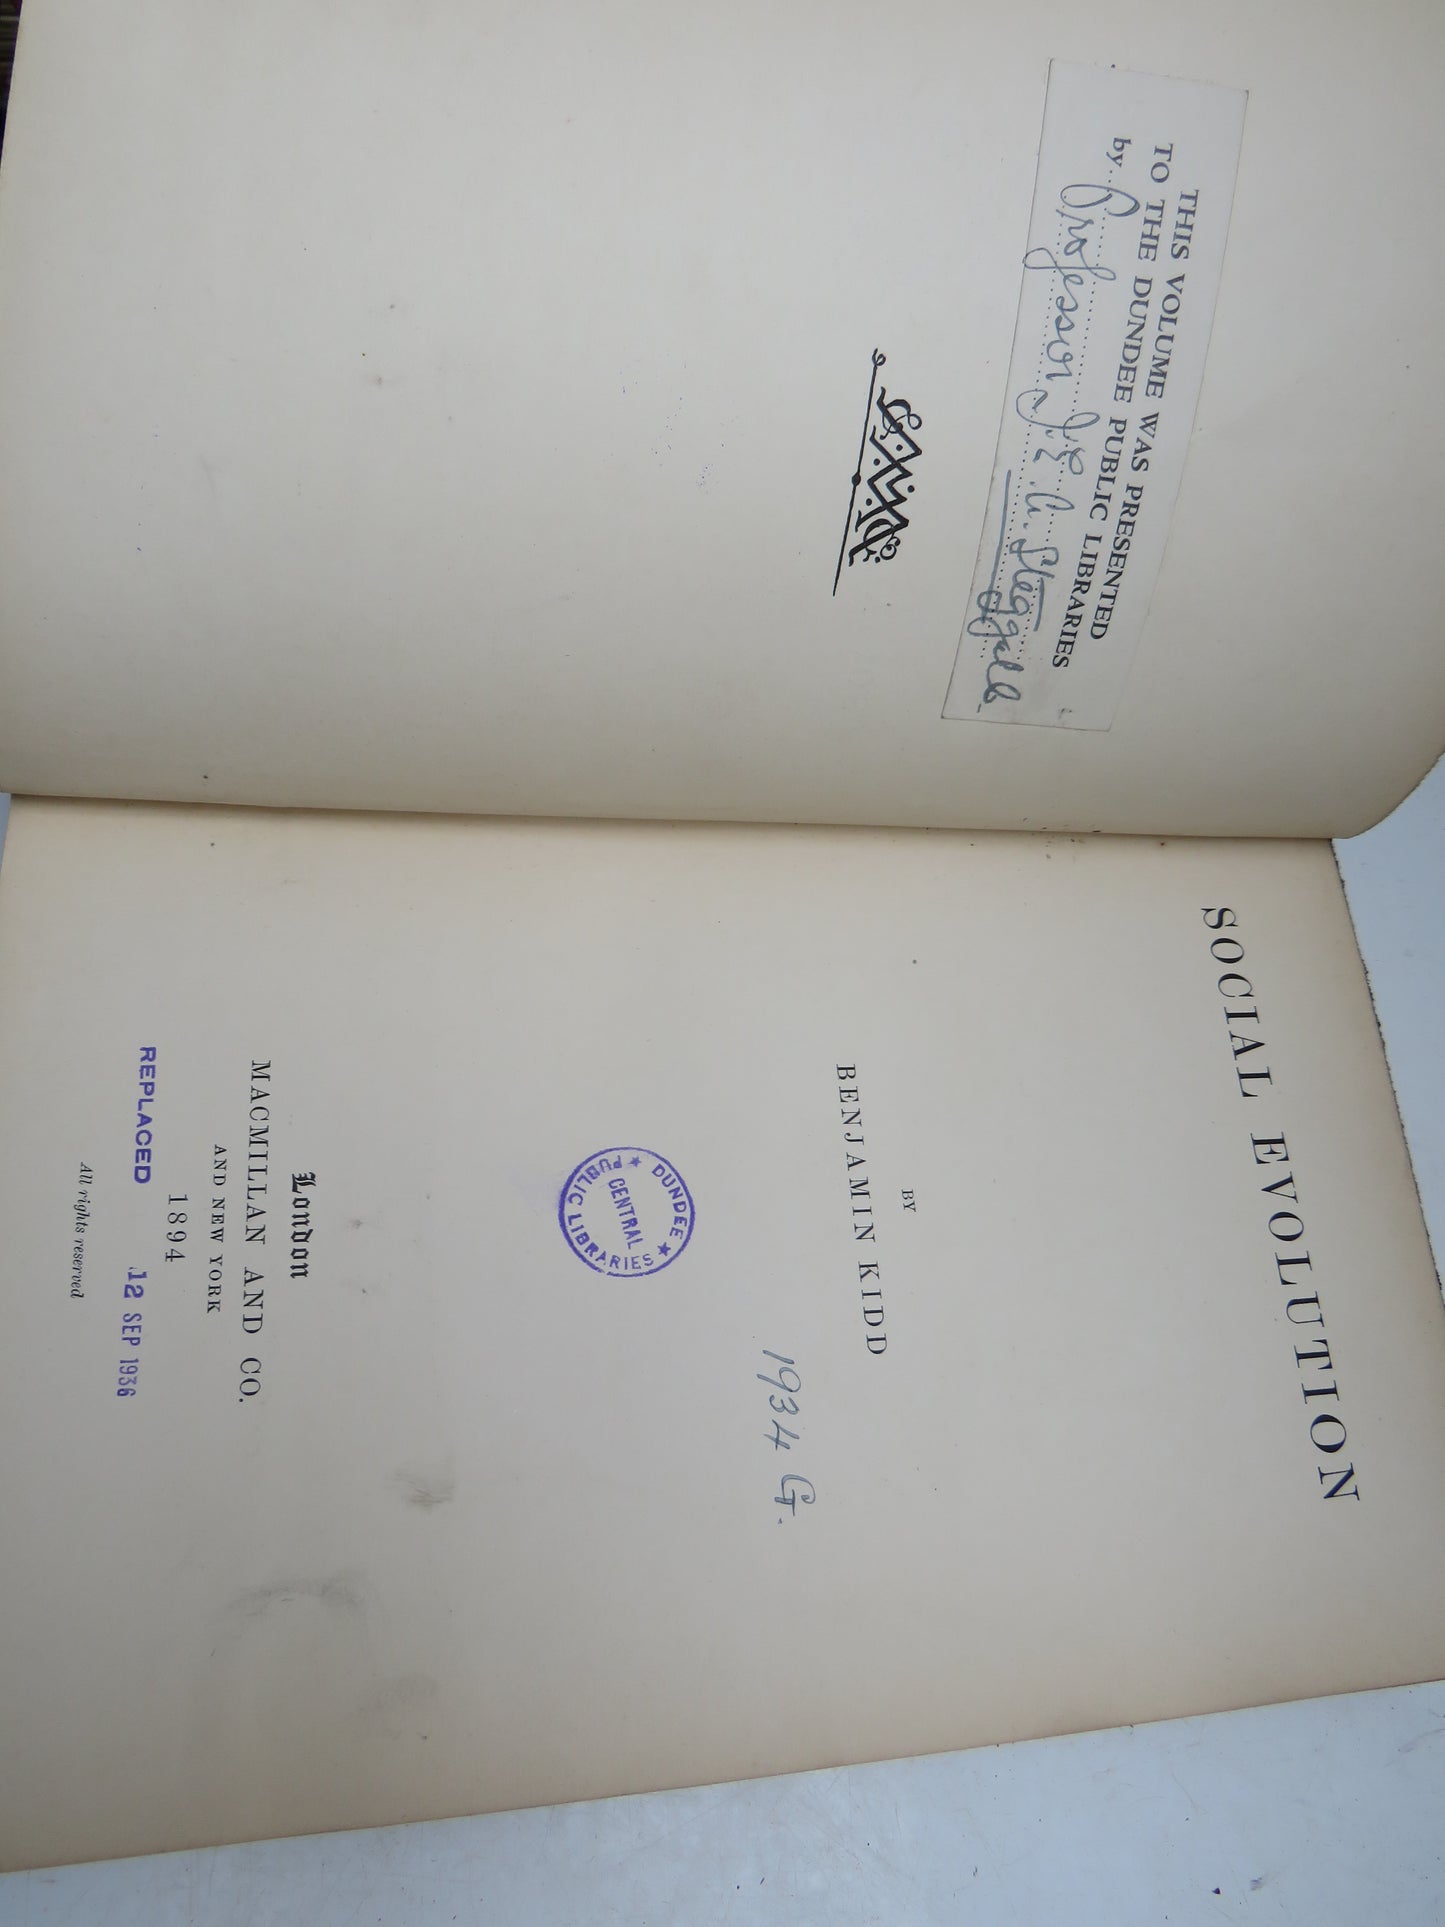 THIS VOLUME WAS PRESENTED
TO THE DUNDEE PUBLIC LIBRARIES
by Professor J. E. A. Steggall.
SOCIAL EVOLUTION
BY
BENJAMIN KIDD
1934 G.
DUNDEE
CENTRAL
PUBLIC LIBRARIES
London
MACMILLAN AND CO.
AND NEW YORK
1894
REPLACED 12 SEP 1936
All rights reserved